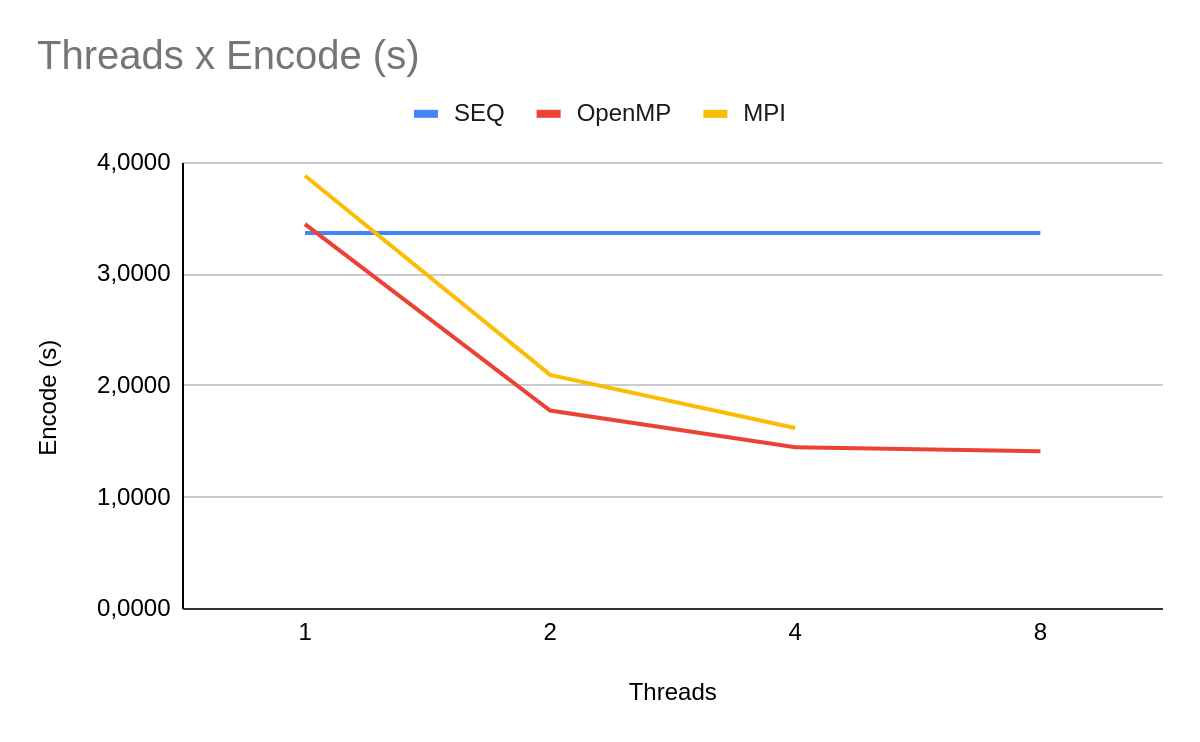 Threads x Encode (s)
SEQ OpenMP MPI
4,0000
3,0000
2,0000
1,0000
0,0000
Encode (s)
1 2 4 8
Threads